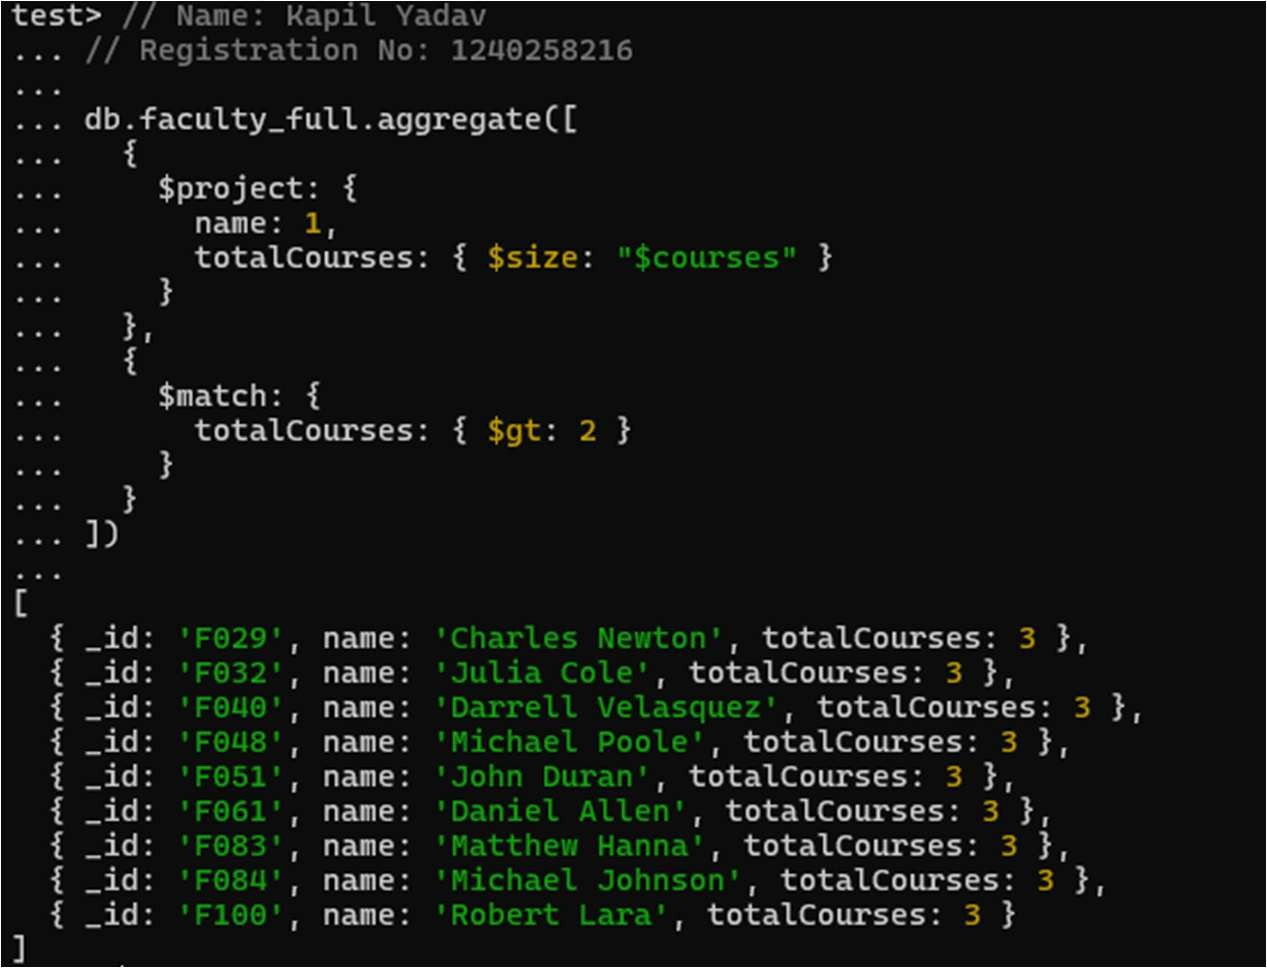 test> // Name: Kapil Yadav
... // Registration No: 1240258216
...
... db.faculty_full.aggregate([
...   {
...     $project: {
...       name: 1,
...       totalCourses: { $size: "$courses" }
...     }
...   },
...   {
...     $match: {
...       totalCourses: { $gt: 2 }
...     }
...   }
... ])
...
[
  { _id: 'F029', name: 'Charles Newton', totalCourses: 3 },
  { _id: 'F032', name: 'Julia Cole', totalCourses: 3 },
  { _id: 'F040', name: 'Darrell Velasquez', totalCourses: 3 },
  { _id: 'F048', name: 'Michael Poole', totalCourses: 3 },
  { _id: 'F051', name: 'John Duran', totalCourses: 3 },
  { _id: 'F061', name: 'Daniel Allen', totalCourses: 3 },
  { _id: 'F083', name: 'Matthew Hanna', totalCourses: 3 },
  { _id: 'F084', name: 'Michael Johnson', totalCourses: 3 },
  { _id: 'F100', name: 'Robert Lara', totalCourses: 3 }
]